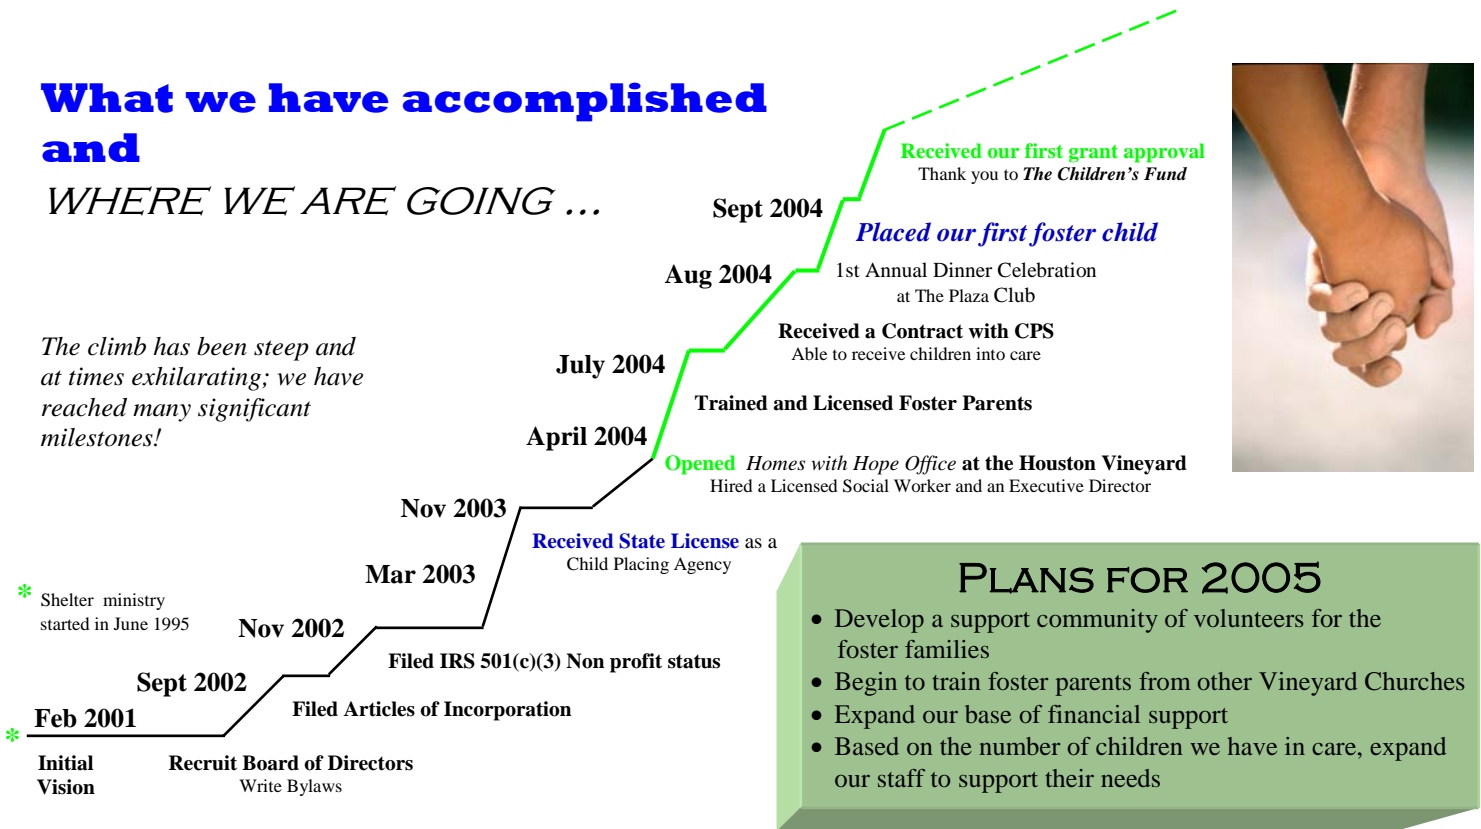 What we have accomplished
and
WHERE WE ARE GOING ...
The climb has been steep and
at times exhilarating; we have
reached many significant
milestones!
Received our first grant approval
Thank you to The Children's Fund
Sept 2004
Placed our first foster child
Aug 2004
1st Annual Dinner Celebration
at The Plaza Club
Received a Contract with CPS
Able to receive children into care
July 2004
Trained and Licensed Foster Parents
April 2004
Opened Homes with Hope Office at the Houston Vineyard
Hired a Licensed Social Worker and an Executive Director
Nov 2003
Received State License as a
Child Placing Agency
Mar 2003
* Shelter ministry
started in June 1995
Nov 2002
Filed IRS 501(c)(3) Non profit status
Sept 2002
Filed Articles of Incorporation
Feb 2001
*
Initial
Vision
Recruit Board of Directors
Write Bylaws
PLANS FOR 2005
• Develop a support community of volunteers for the
foster families
• Begin to train foster parents from other Vineyard Churches
• Expand our base of financial support
• Based on the number of children we have in care, expand
our staff to support their needs